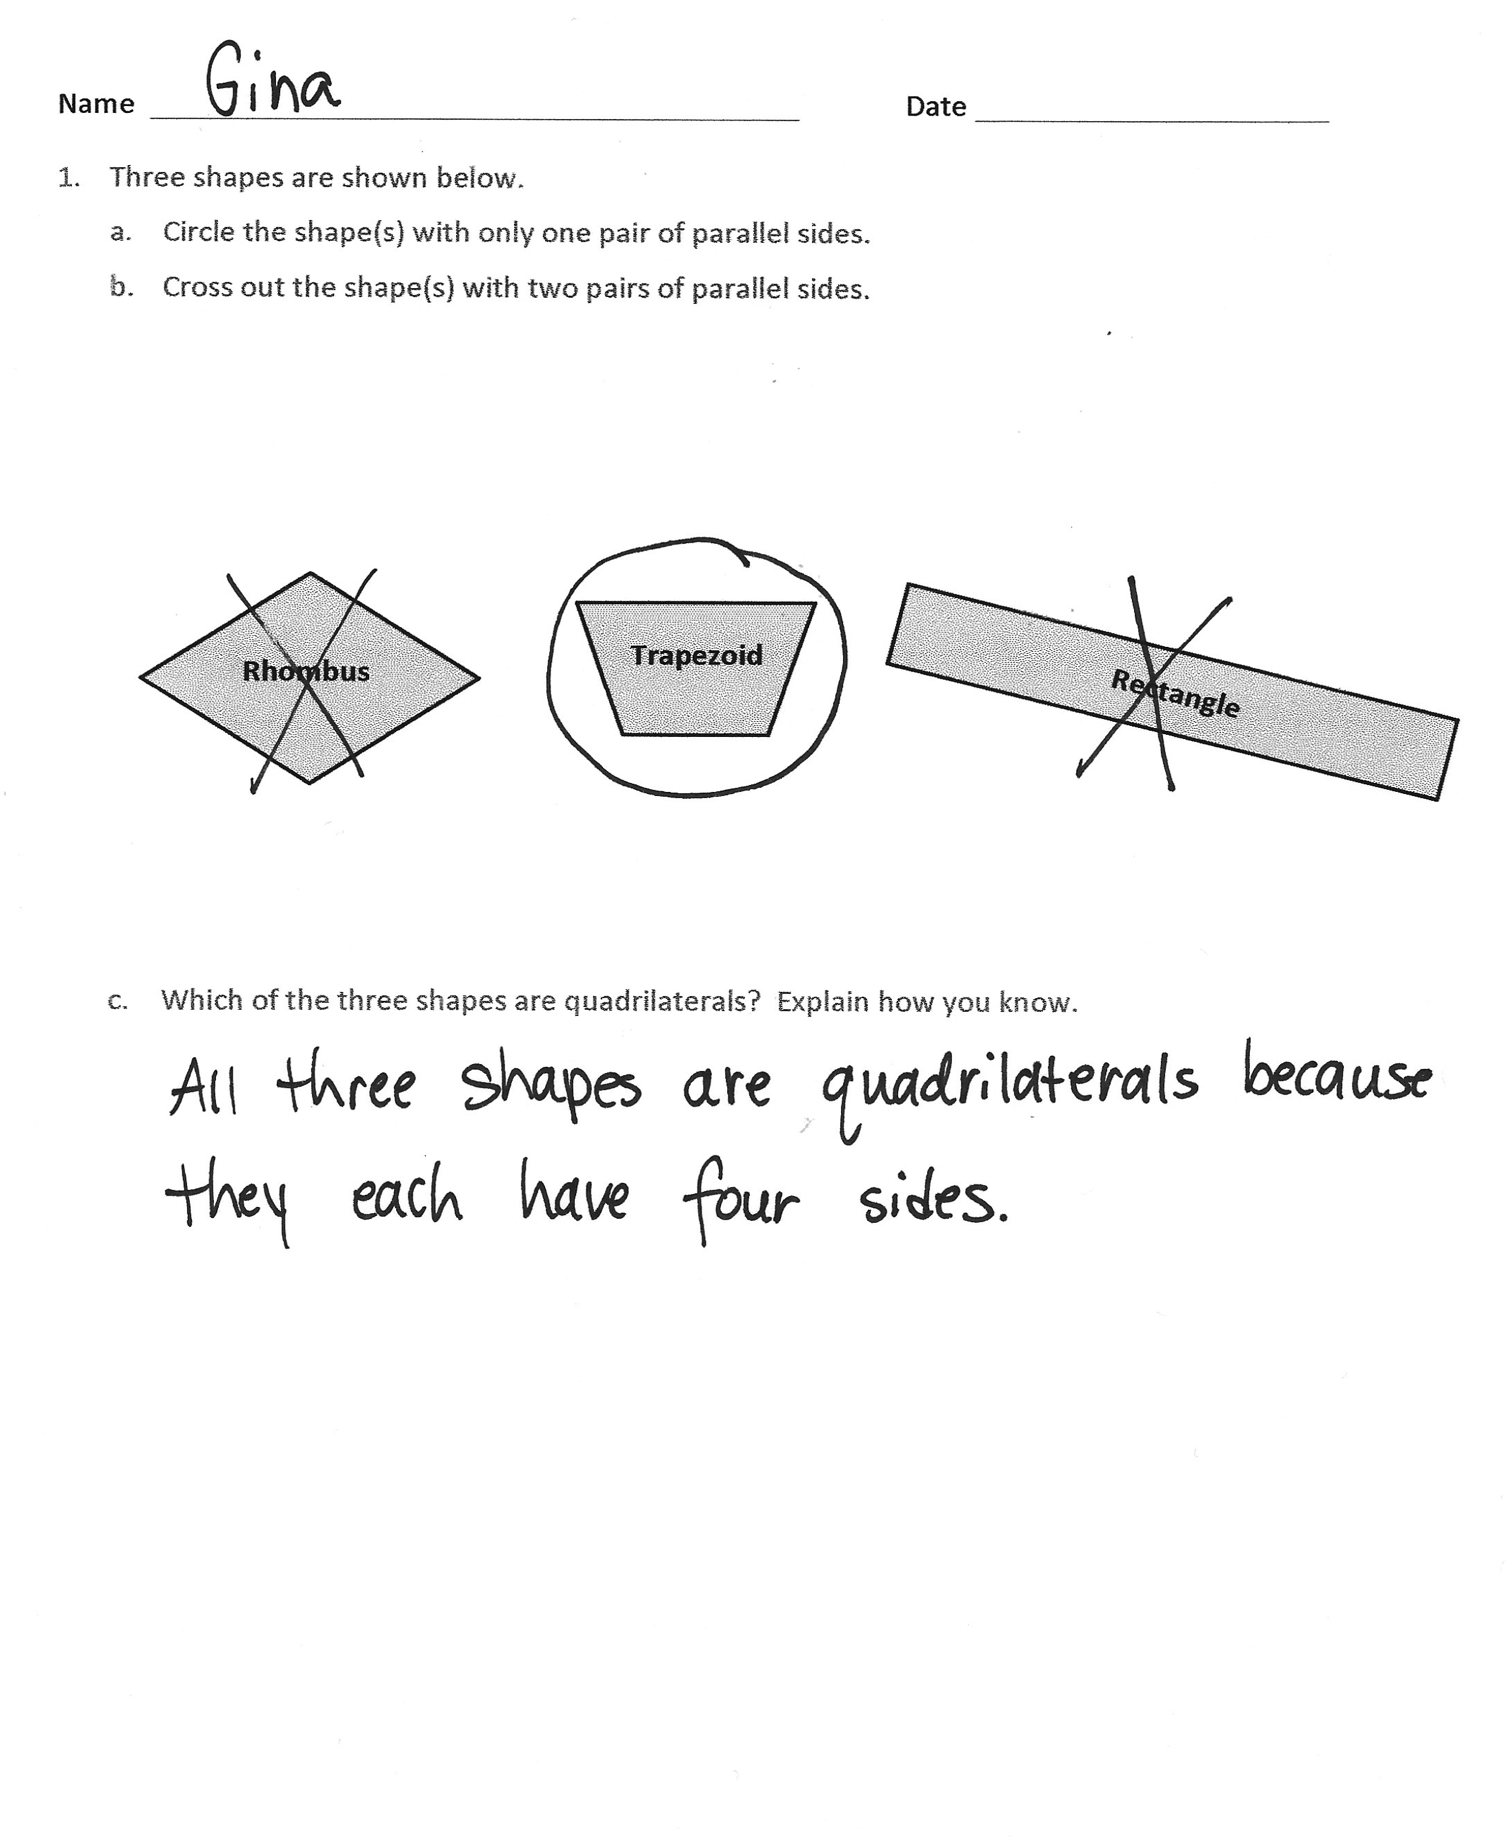 Name Gina Date
1. Three shapes are shown below.
a. Circle the shape(s) with only one pair of parallel sides.
b. Cross out the shape(s) with two pairs of parallel sides.
Rhombus
Trapezoid
Rectangle
c. Which of the three shapes are quadrilaterals? Explain how you know.
All three shapes are quadrilaterals because
they each have four sides.